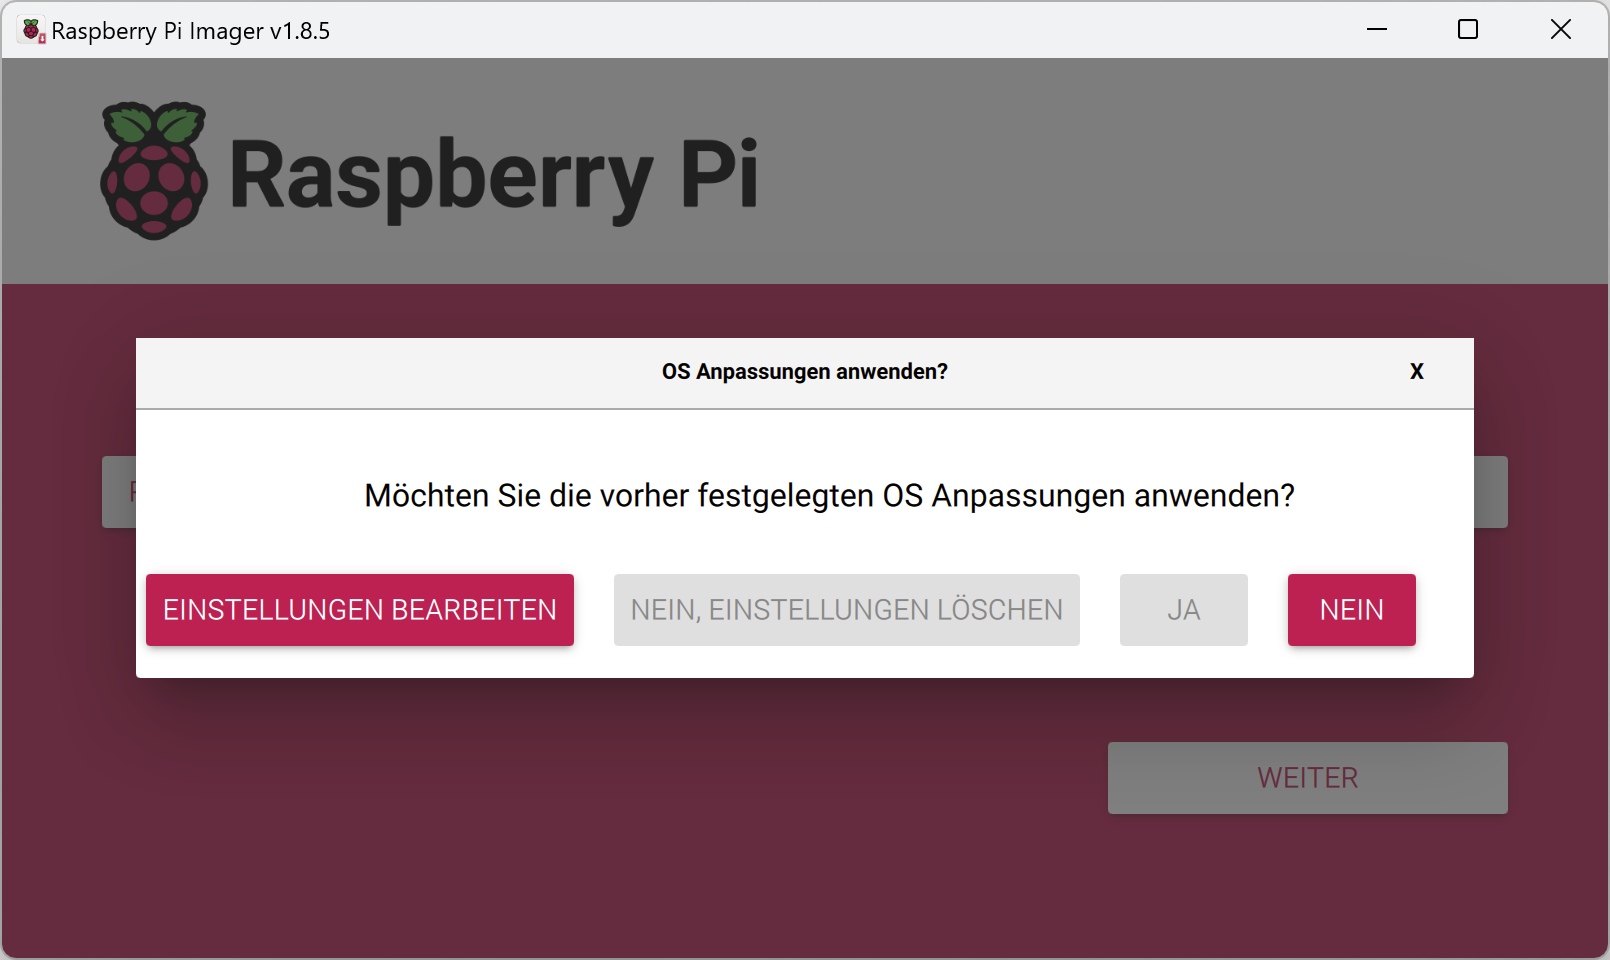 Raspberry Pi Imager v1.8.5
Raspberry Pi
OS Anpassungen anwenden?
X
Möchten Sie die vorher festgelegten OS Anpassungen anwenden?
EINSTELLUNGEN BEARBEITEN
NEIN, EINSTELLUNGEN LÖSCHEN
JA
NEIN
WEITER